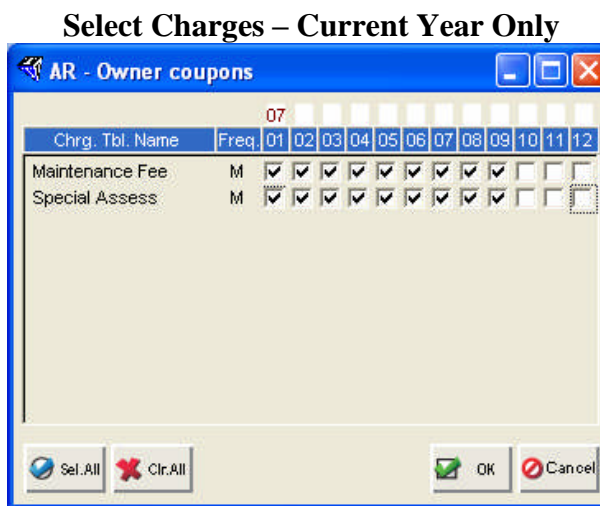 Select Charges – Current Year Only
AR - Owner coupons
07
Chrg. Tbl. Name Freq. 01 02 03 04 05 06 07 08 09 10 11 12
Maintenance Fee M
Special Assess M
Sel.All Clr.All OK Cancel